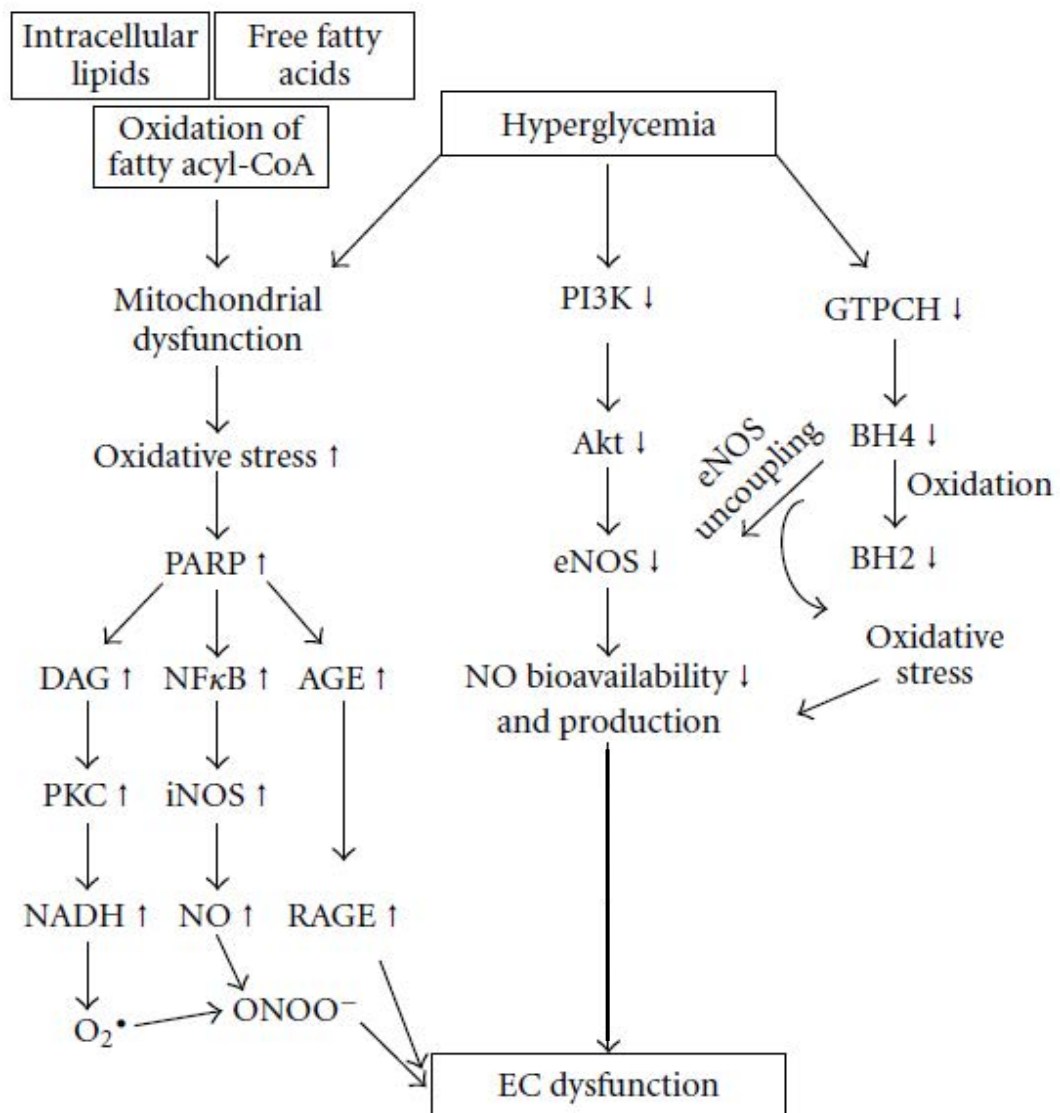 Intracellular
lipids
Free fatty
acids
Oxidation of
fatty acyl-CoA
Hyperglycemia
Mitochondrial
dysfunction
PI3K ↓
GTPCH ↓
Oxidative stress ↑
Akt ↓
eNOS
uncoupling
BH4 ↓
Oxidation
PARP ↑
eNOS ↓
BH2 ↓
Oxidative
stress
DAG ↑
NFκB ↑
AGE ↑
NO bioavailability ↓
and production
PKC ↑
iNOS ↑
NADH ↑
NO ↑
RAGE ↑
O₂•
ONOO⁻
EC dysfunction